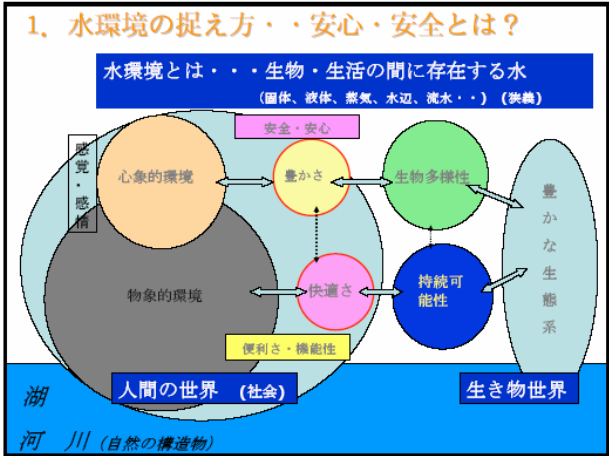 1. 水環境の捉え方・・安心・安全とは？
水環境とは・・・生物・生活の間に存在する水
(固体、液体、蒸気、水辺、流水・・) (狭義)
感覚・感情
安全・安心
心象的環境
豊かさ
生物多様性
豊かな生態系
物象的環境
快適さ
持続可
能性
便利さ・機能性
人間の世界 (社会)
生き物世界
湖
河 川 (自然の構造物)